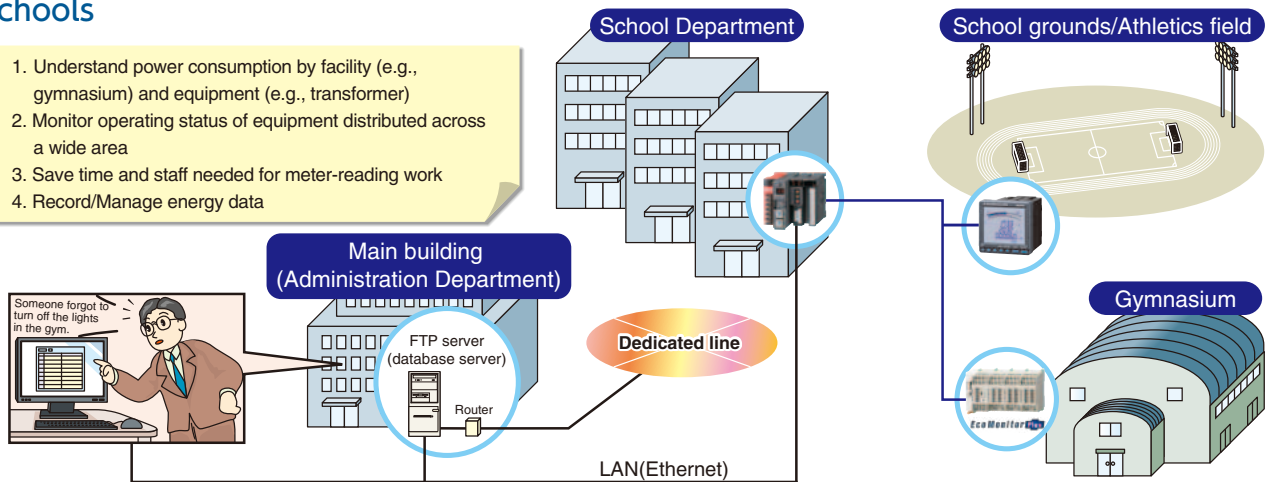 chools
1. Understand power consumption by facility (e.g.,
gymnasium) and equipment (e.g., transformer)
2. Monitor operating status of equipment distributed across
a wide area
3. Save time and staff needed for meter-reading work
4. Record/Manage energy data
School Department
School grounds/Athletics field
Main building
(Administration Department)
Someone forgot to
turn off the lights
in the gym.
FTP server
(database server)
Router
Dedicated line
Gymnasium
EcoMonitor Plus
LAN(Ethernet)